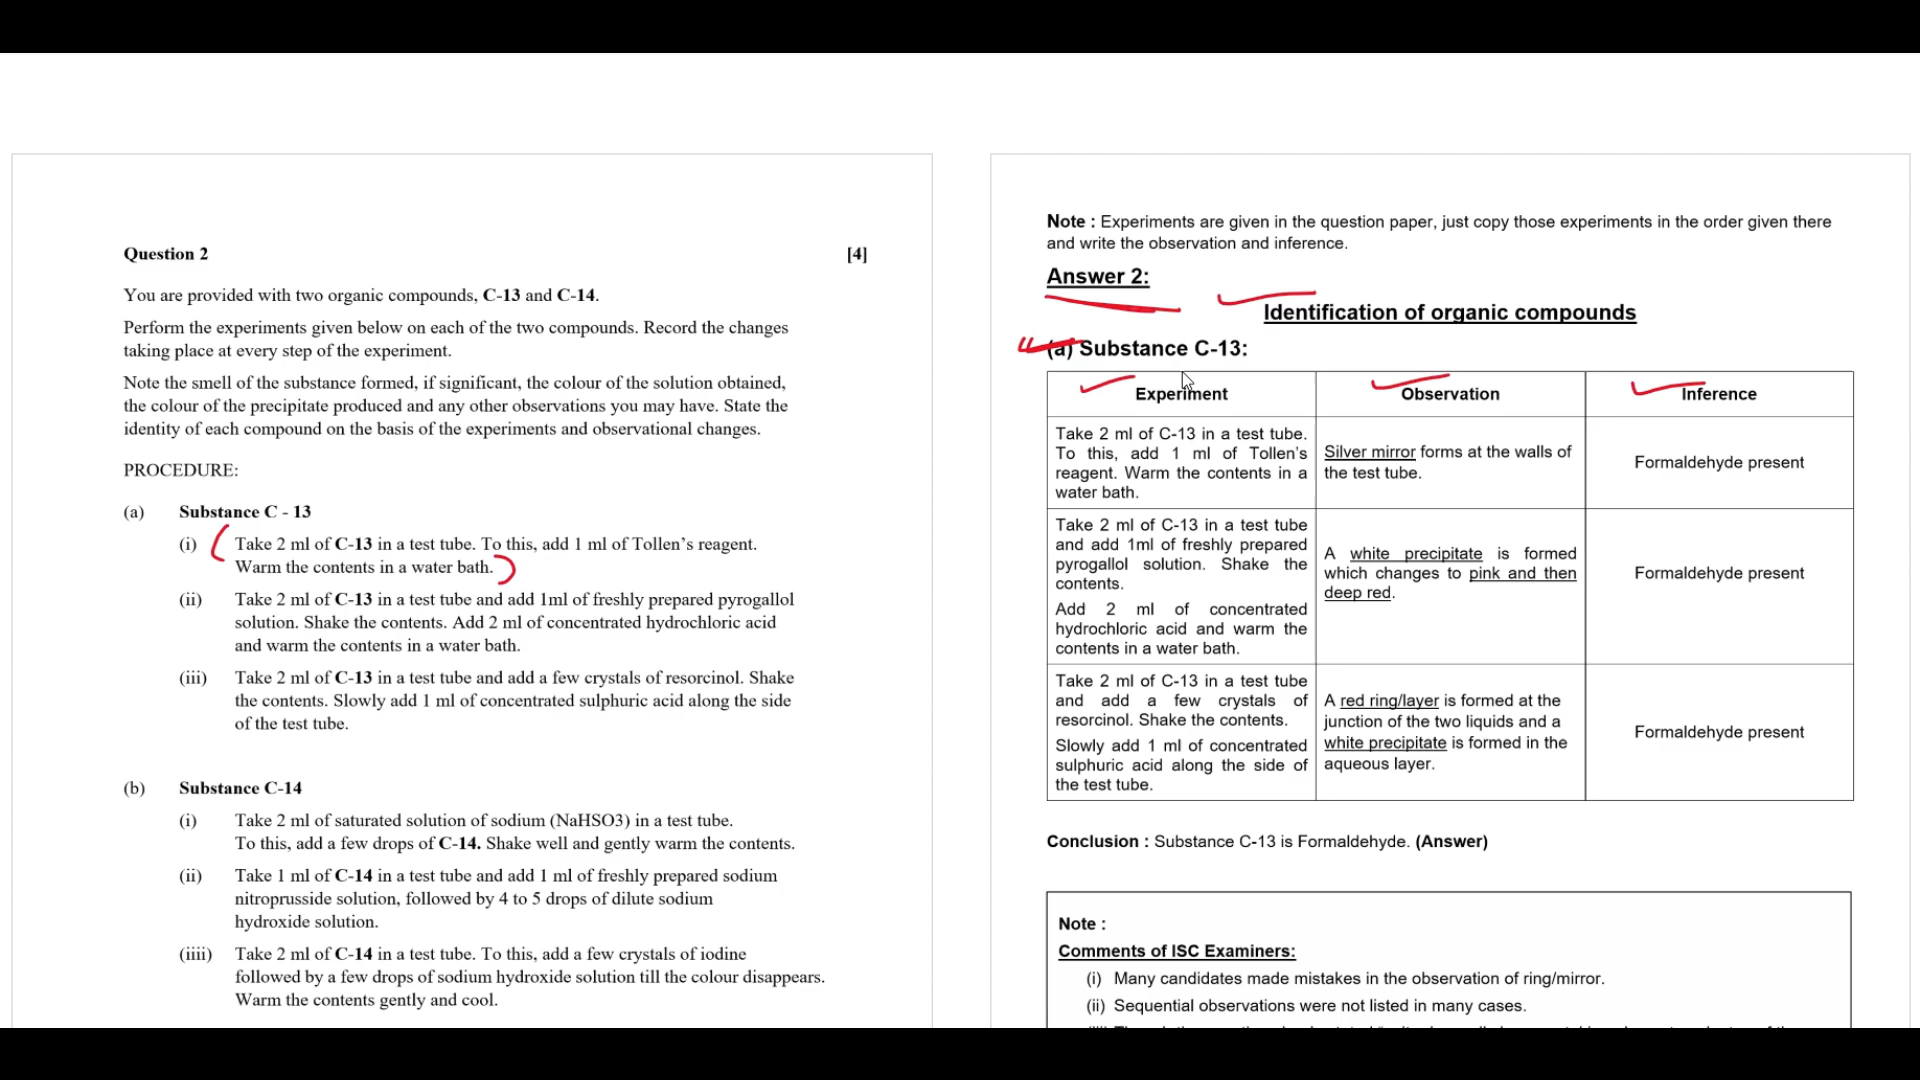 Question 2 [4]
You are provided with two organic compounds, C-13 and C-14.
Perform the experiments given below on each of the two compounds. Record the changes
taking place at every step of the experiment.
Note the smell of the substance formed, if significant, the colour of the solution obtained,
the colour of the precipitate produced and any other observations you may have. State the
identity of each compound on the basis of the experiments and observational changes.
PROCEDURE:
(a) Substance C - 13
(i) Take 2 ml of C-13 in a test tube. To this, add 1 ml of Tollen's reagent.
Warm the contents in a water bath.
(ii) Take 2 ml of C-13 in a test tube and add 1ml of freshly prepared pyrogallol
solution. Shake the contents. Add 2 ml of concentrated hydrochloric acid
and warm the contents in a water bath.
(iii) Take 2 ml of C-13 in a test tube and add a few crystals of resorcinol. Shake
the contents. Slowly add 1 ml of concentrated sulphuric acid along the side
of the test tube.
(b) Substance C-14
(i) Take 2 ml of saturated solution of sodium (NaHSO3) in a test tube.
To this, add a few drops of C-14. Shake well and gently warm the contents.
(ii) Take 1 ml of C-14 in a test tube and add 1 ml of freshly prepared sodium
nitroprusside solution, followed by 4 to 5 drops of dilute sodium
hydroxide solution.
(iiii) Take 2 ml of C-14 in a test tube. To this, add a few crystals of iodine
followed by a few drops of sodium hydroxide solution till the colour disappears.
Warm the contents gently and cool.
Note : Experiments are given in the question paper, just copy those experiments in the order given there
and write the observation and inference.
Answer 2:
Identification of organic compounds
(a) Substance C-13:
Experiment Observation Inference
Take 2 ml of C-13 in a test tube.
To this, add 1 ml of Tollen's
reagent. Warm the contents in a
water bath.
Silver mirror forms at the walls of
the test tube.
Formaldehyde present
Take 2 ml of C-13 in a test tube
and add 1ml of freshly prepared
pyrogallol solution. Shake the
contents.
Add 2 ml of concentrated
hydrochloric acid and warm the
contents in a water bath.
A white precipitate is formed
which changes to pink and then
deep red.
Formaldehyde present
Take 2 ml of C-13 in a test tube
and add a few crystals of
resorcinol. Shake the contents.
Slowly add 1 ml of concentrated
sulphuric acid along the side of
the test tube.
A red ring/layer is formed at the
junction of the two liquids and a
white precipitate is formed in the
aqueous layer.
Formaldehyde present
Conclusion : Substance C-13 is Formaldehyde. (Answer)
Note :
Comments of ISC Examiners:
(i) Many candidates made mistakes in the observation of ring/mirror.
(ii) Sequential observations were not listed in many cases.